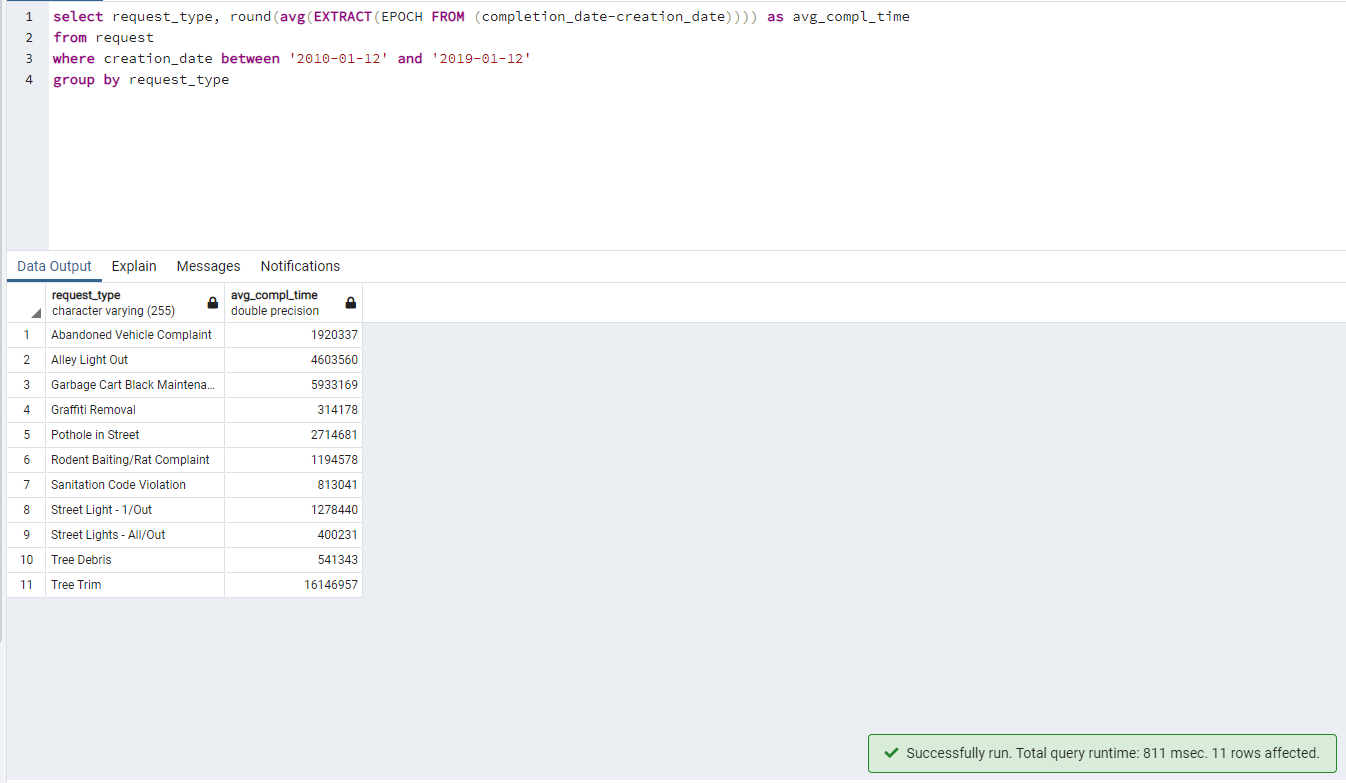 1 select request_type, round(avg(EXTRACT(EPOCH FROM (completion_date-creation_date)))) as avg_compl_time
2 from request
3 where creation_date between '2010-01-12' and '2019-01-12'
4 group by request_type
Data Output Explain Messages Notifications
request_type avg_compl_time
character varying (255) double precision
1 Abandoned Vehicle Complaint 1920337
2 Alley Light Out 4603560
3 Garbage Cart Black Maintena... 5933169
4 Graffiti Removal 314178
5 Pothole in Street 2714681
6 Rodent Baiting/Rat Complaint 1194578
7 Sanitation Code Violation 813041
8 Street Light - 1/Out 1278440
9 Street Lights - All/Out 400231
10 Tree Debris 541343
11 Tree Trim 16146957
Successfully run. Total query runtime: 811 msec. 11 rows affected.